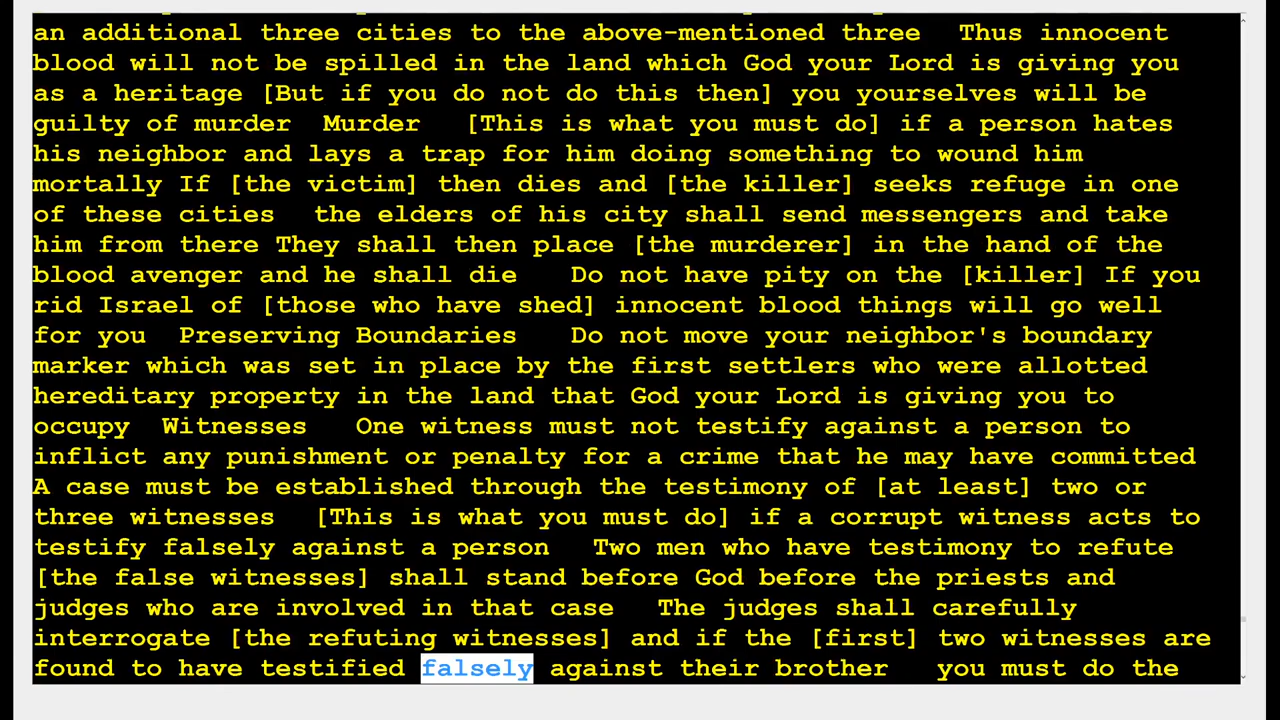 an additional three cities to the above-mentioned three Thus innocent
blood will not be spilled in the land which God your Lord is giving you
as a heritage [But if you do not do this then] you yourselves will be
guilty of murder Murder [This is what you must do] if a person hates
his neighbor and lays a trap for him doing something to wound him
mortally If [the victim] then dies and [the killer] seeks refuge in one
of these cities the elders of his city shall send messengers and take
him from there They shall then place [the murderer] in the hand of the
blood avenger and he shall die Do not have pity on the [killer] If you
rid Israel of [those who have shed] innocent blood things will go well
for you Preserving Boundaries Do not move your neighbor's boundary
marker which was set in place by the first settlers who were allotted
hereditary property in the land that God your Lord is giving you to
occupy Witnesses One witness must not testify against a person to
inflict any punishment or penalty for a crime that he may have committed
A case must be established through the testimony of [at least] two or
three witnesses [This is what you must do] if a corrupt witness acts to
testify falsely against a person Two men who have testimony to refute
[the false witnesses] shall stand before God before the priests and
judges who are involved in that case The judges shall carefully
interrogate [the refuting witnesses] and if the [first] two witnesses are
found to have testified falsely against their brother you must do the